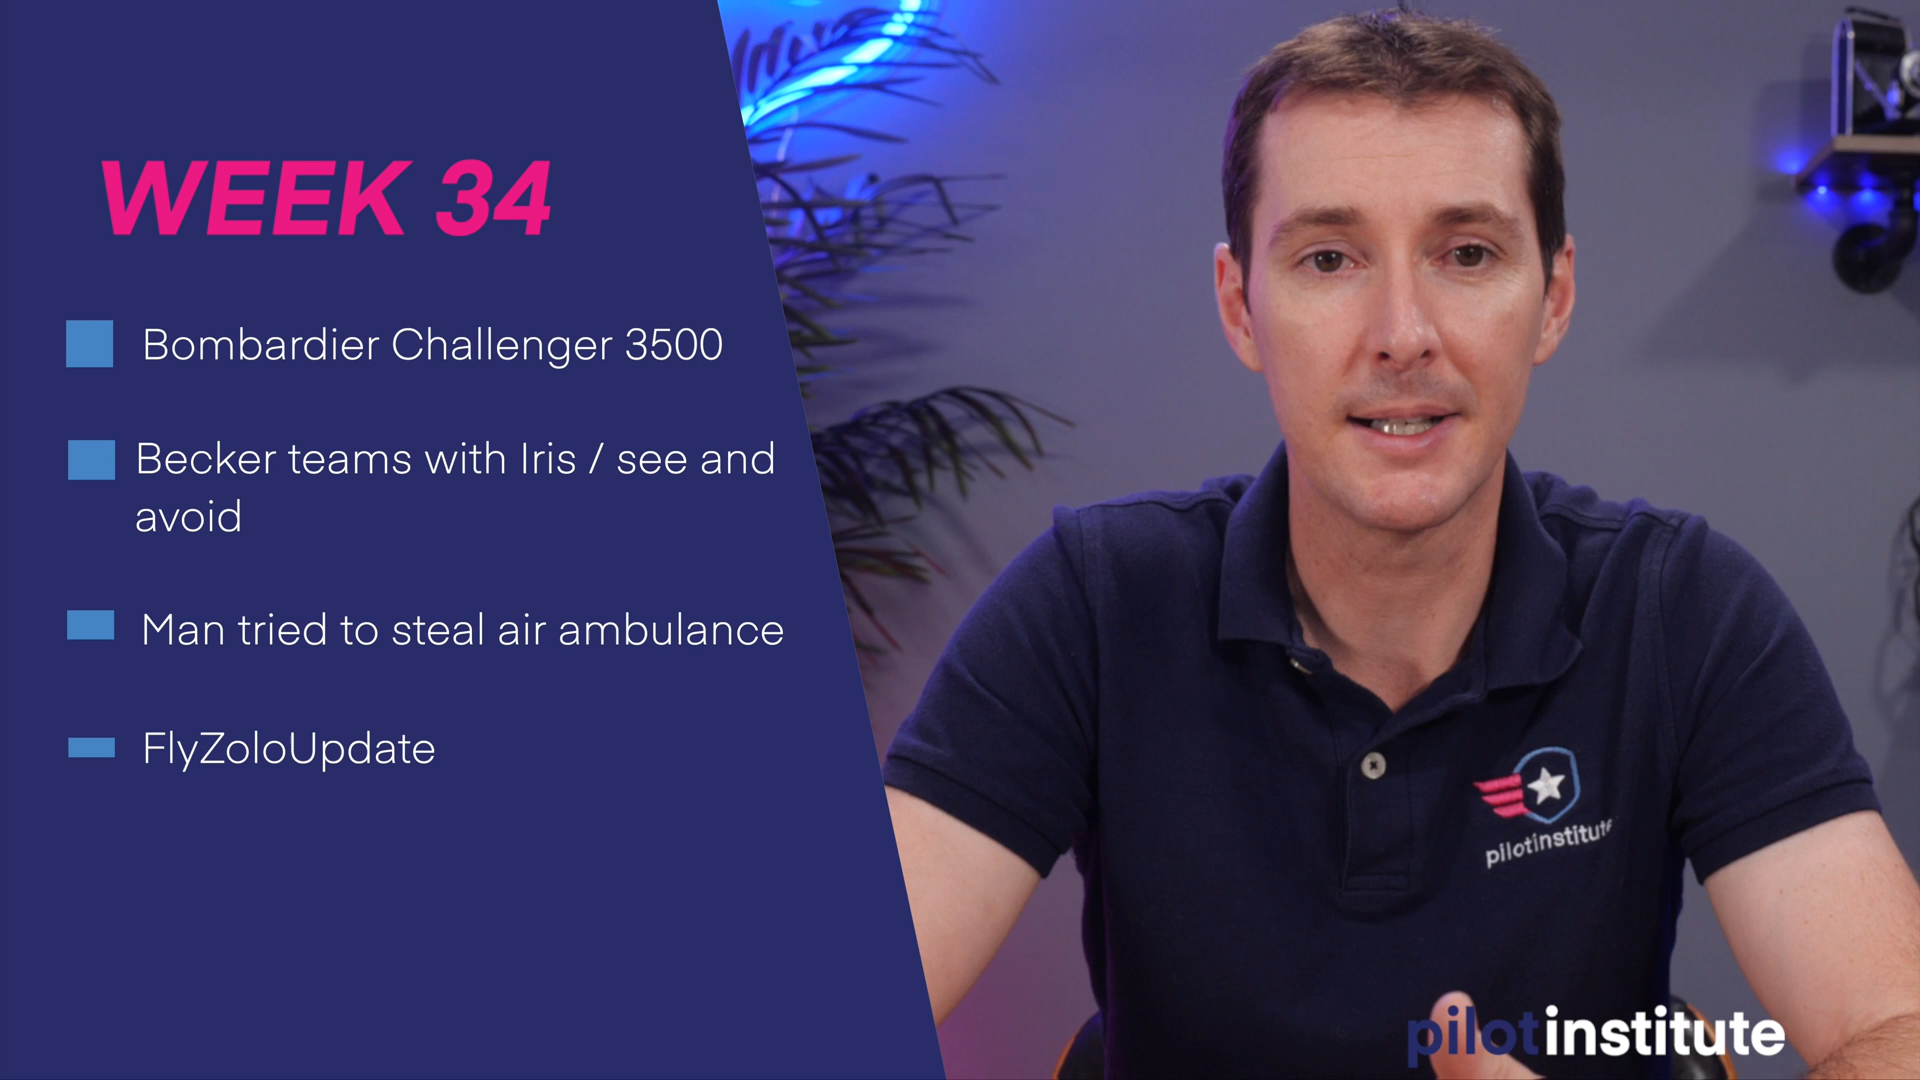 WEEK 34
Bombardier Challenger 3500
Becker teams with Iris / see and
avoid
Man tried to steal air ambulance
FlyZoloUpdate
pilotinstitute
pilotinstitute